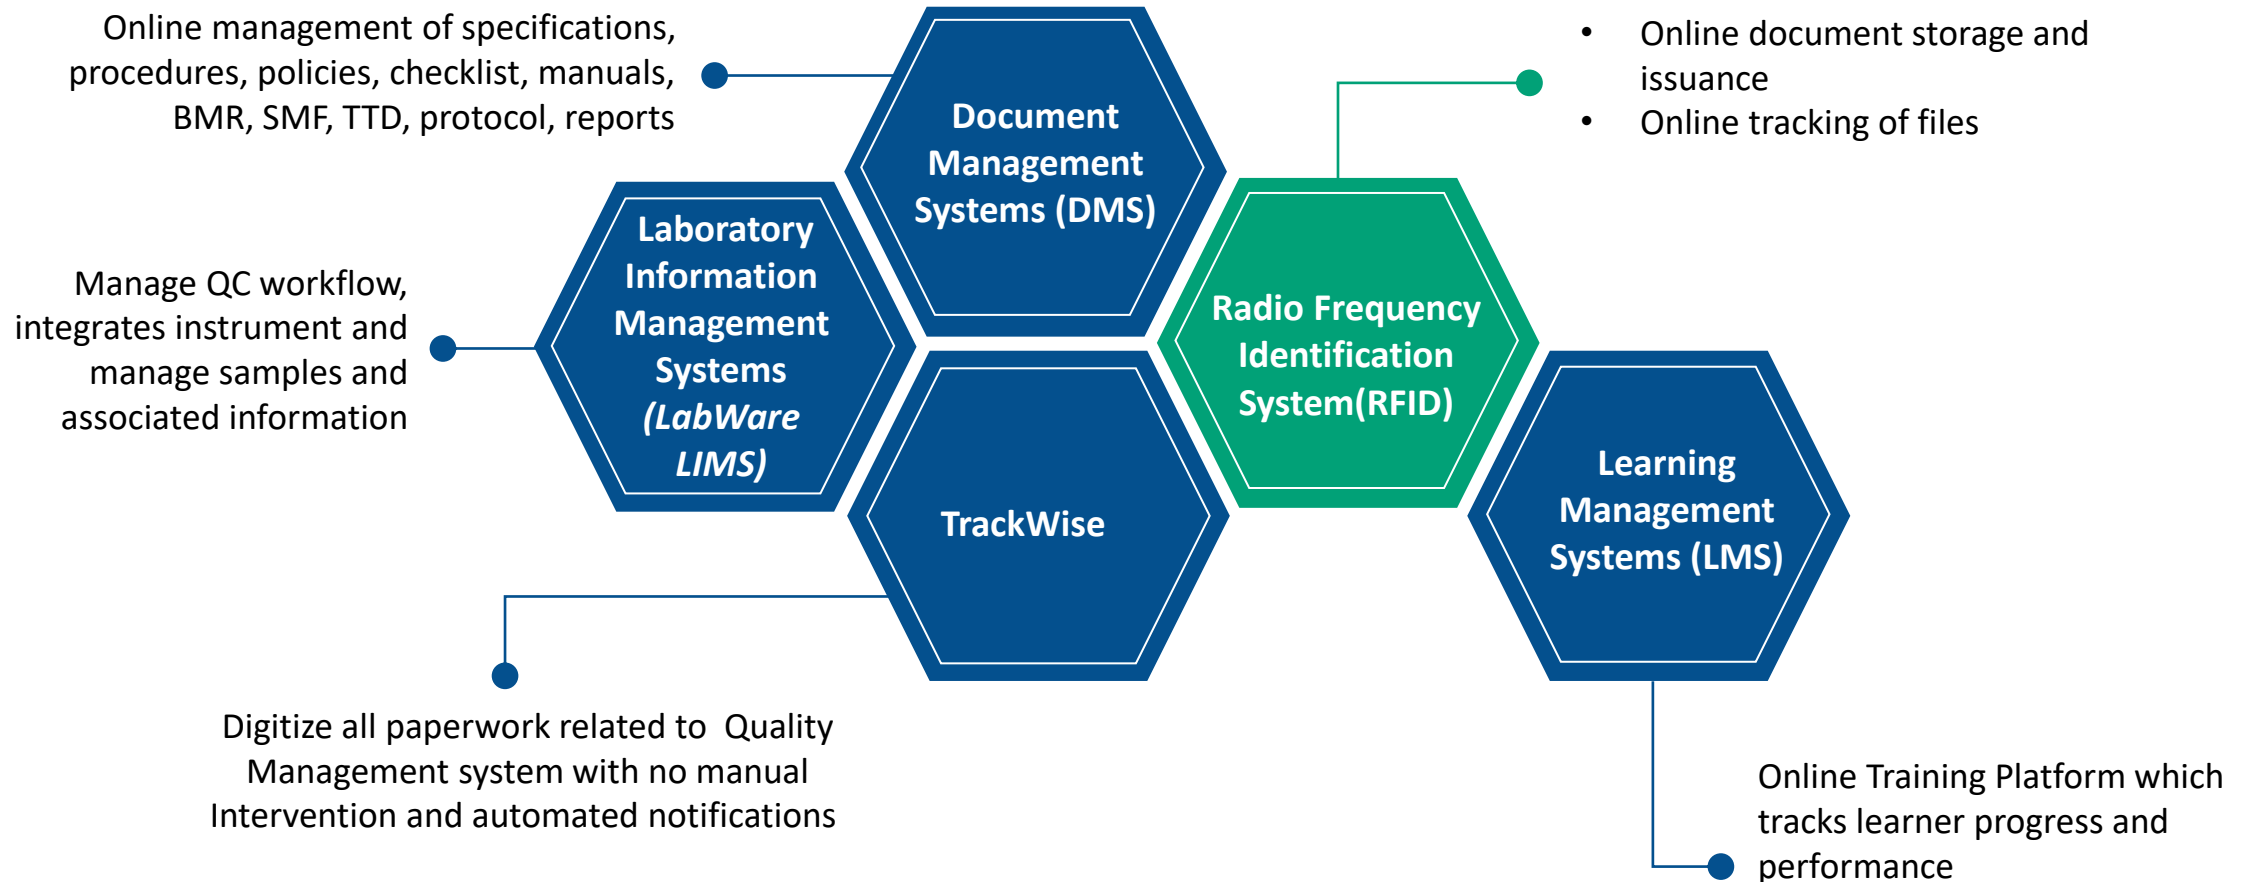 Online management of specifications,
procedures, policies, checklist, manuals,
BMR, SMF, TTD, protocol, reports
Document
Management
Systems (DMS)
• Online document storage and
issuance
• Online tracking of files
Laboratory
Information
Management
Systems
(LabWare
LIMS)
Manage QC workflow,
integrates instrument and
manage samples and
associated information
Radio Frequency
Identification
System(RFID)
TrackWise
Learning
Management
Systems (LMS)
Digitize all paperwork related to  Quality
Management system with no manual
Intervention and automated notifications
Online Training Platform which
tracks learner progress and
performance